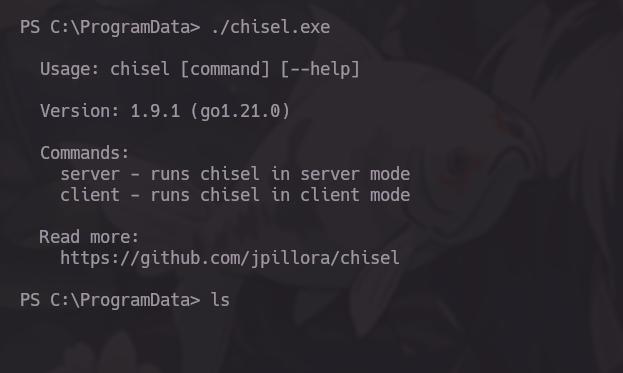 PS C:\ProgramData> ./chisel.exe
Usage: chisel [command] [--help]
Version: 1.9.1 (go1.21.0)
Commands:
server - runs chisel in server mode
client - runs chisel in client mode
Read more:
https://github.com/jpillora/chisel
PS C:\ProgramData> ls